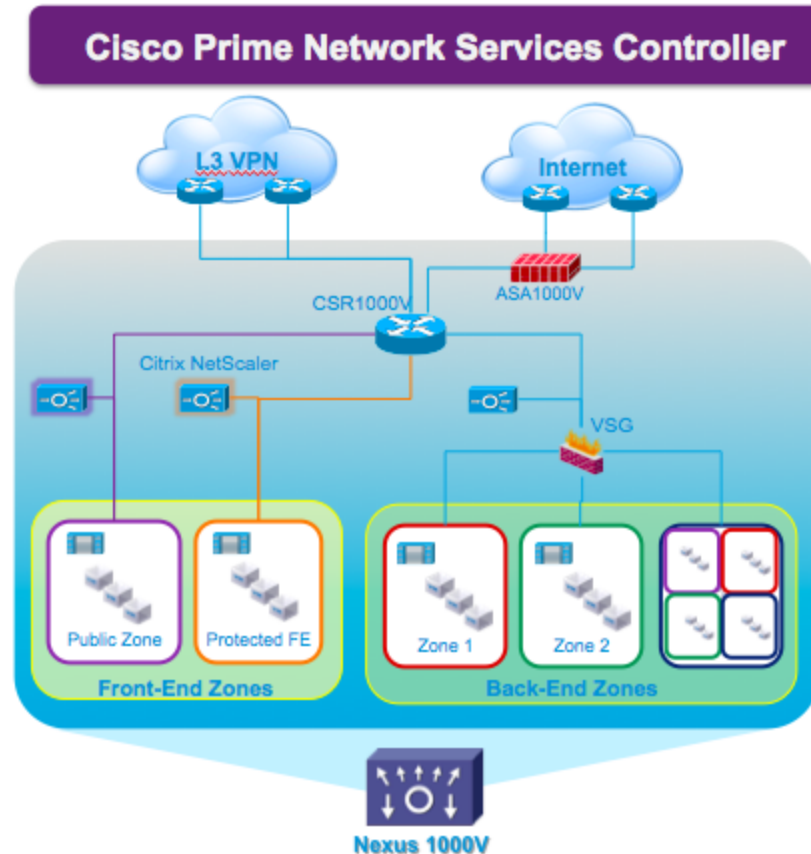 Cisco Prime Network Services Controller
L3 VPN
Internet
ASA1000V
CSR1000V
Citrix NetScaler
VSG
Public Zone
Protected FE
Zone 1
Zone 2
Front-End Zones
Back-End Zones
Nexus 1000V